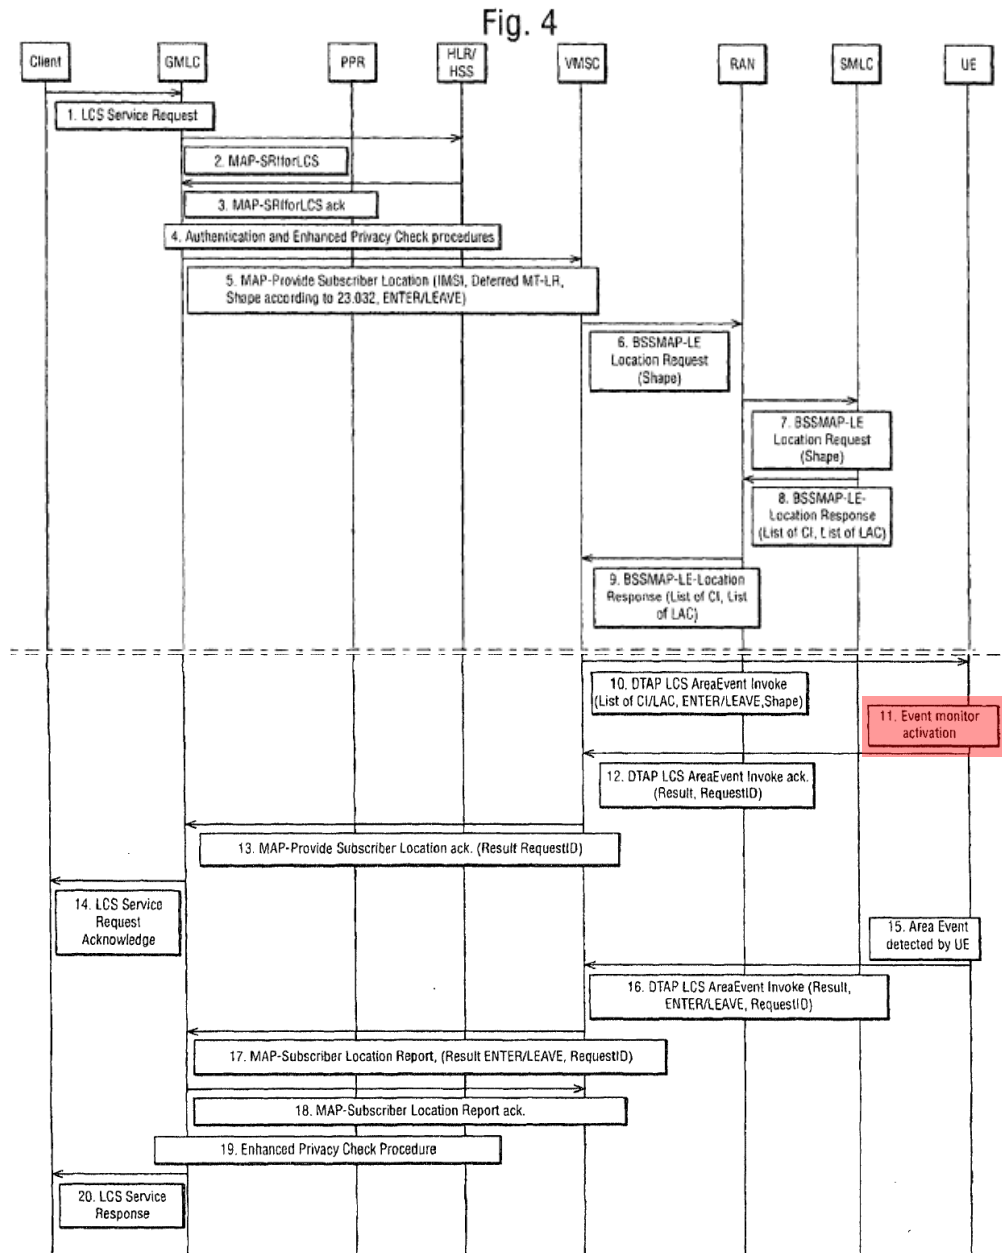 Fig. 4
Client
GMLC
PPR
HLR/
HSS
VMSC
RAN
SMLC
UE
1. LCS Service Request
2. MAP-SRIforLCS
3. MAP-SRIforLCS ack
4. Authentication and Enhanced Privacy Check procedures
5. MAP-Provide Subscriber Location (IMSI, Deferred MT-LR,
Shape according to 23.032, ENTER/LEAVE)
6. BSSMAP-LE
Location Request
(Shape)
7. BSSMAP-LE
Location Request
(Shape)
8. BSSMAP-LE-
Location Response
(List of CI, List of LAC)
9. BSSMAP-LE-Location
Response (List of CI, List
of LAC)
10. DTAP LCS AreaEvent Invoke
(List of CI/LAC, ENTER/LEAVE,Shape)
11. Event monitor
activation
12. DTAP LCS AreaEvent Invoke ack.
(Result, RequestID)
13. MAP-Provide Subscriber Location ack. (Result RequestID)
14. LCS Service
Request
Acknowledge
15. Area Event
detected by UE
16. DTAP LCS AreaEvent Invoke (Result,
ENTER/LEAVE, RequestID)
17. MAP-Subscriber Location Report, (Result ENTER/LEAVE, RequestID)
18. MAP-Subscriber Location Report ack.
19. Enhanced Privacy Check Procedure
20. LCS Service
Response